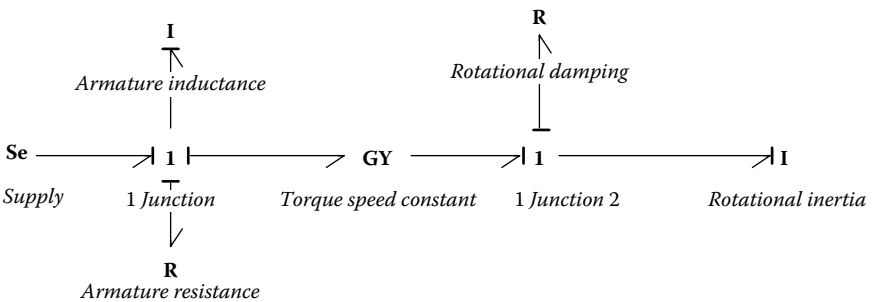 R
I
Rotational damping
Armature inductance
Se
1
GY
1
I
Supply
1 Junction
Torque speed constant
1 Junction 2
Rotational inertia
R
Armature resistance